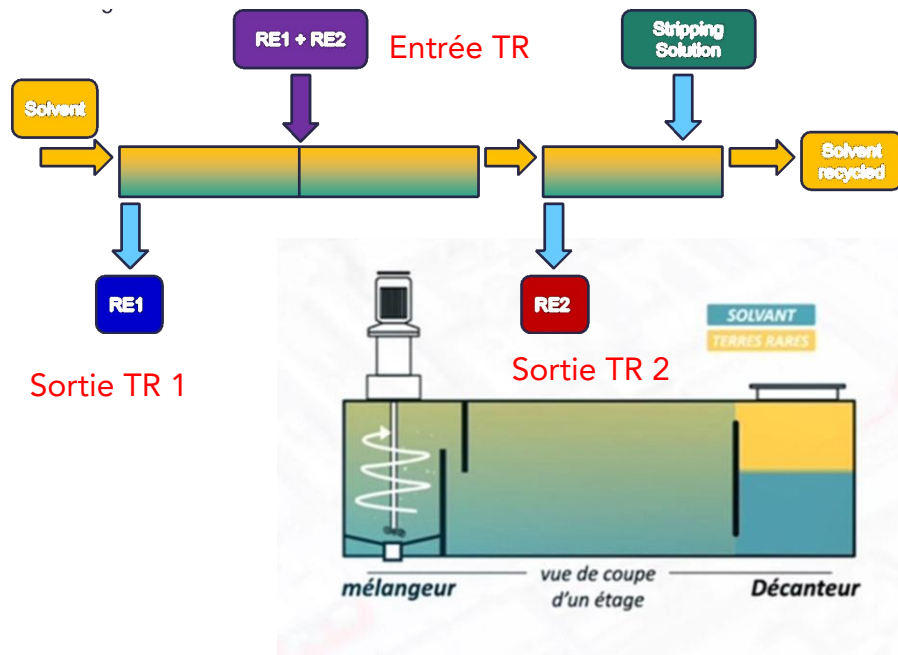 RE1 + RE2
Entrée TR
Stripping
Solution
Solvent
Solvent
recycled
RE1
RE2
Sortie TR 1
Sortie TR 2
SOLVANT
TERRES RARES
mélangeur
vue de coupe
d'un étage
Décanteur